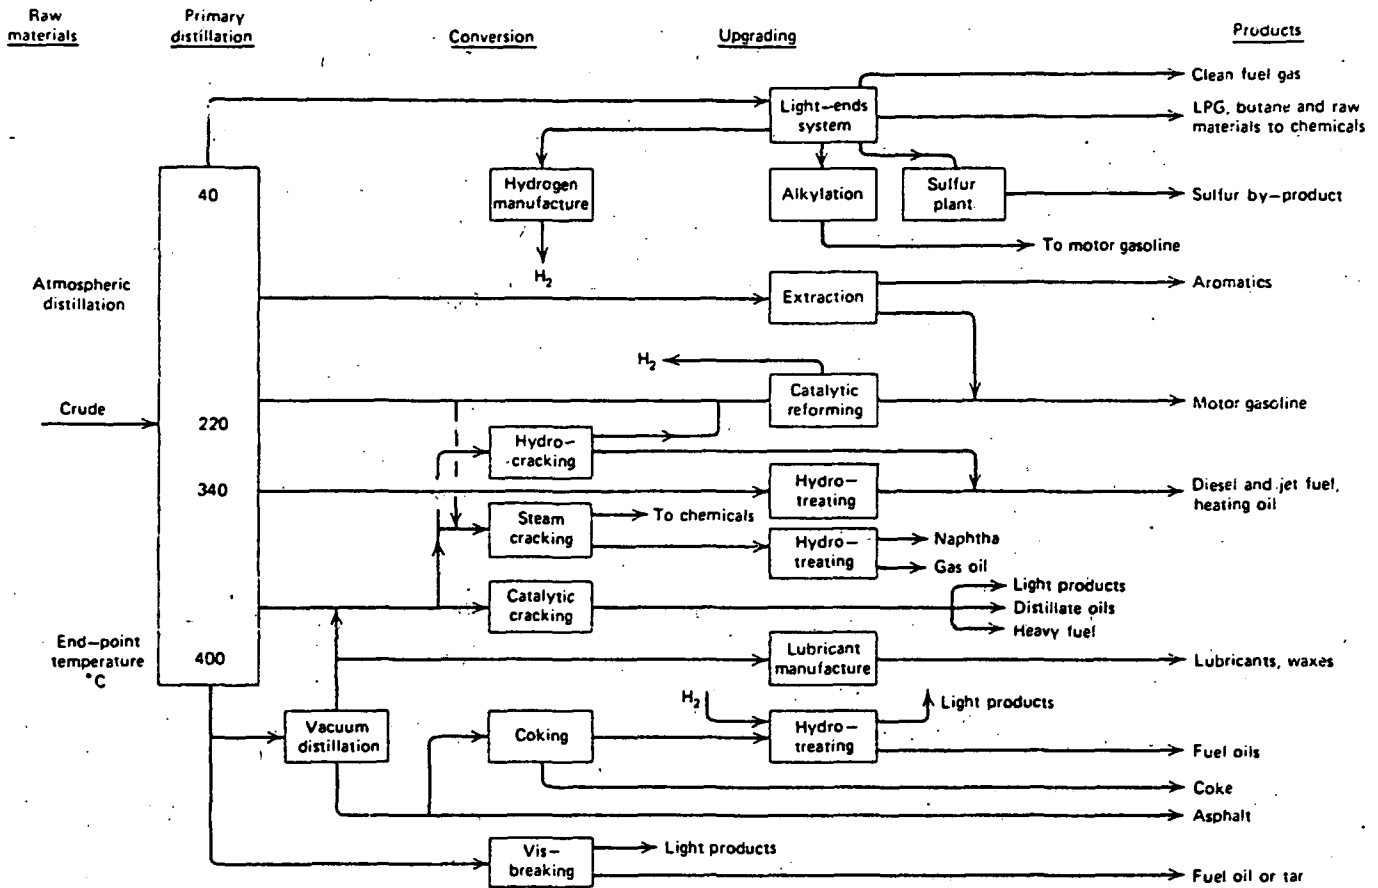 Raw
materials
Primary
distillation
Conversion
Upgrading
Products
Clean fuel gas
Light-ends
system
LPG, butane and raw
materials to chemicals
40
Hydrogen
manufacture
Alkylation
Sulfur
plant
Sulfur by-product
To motor gasoline
H₂
Atmospheric
distillation
Extraction
Aromatics
H₂
Catalytic
reforming
Motor gasoline
Crude
220
Hydro-
cracking
340
Hydro-
treating
Diesel and jet fuel,
heating oil
Steam
cracking
To chemicals
Hydro-
treating
Naphtha
Gas oil
Catalytic
cracking
Light products
Distillate oils
Heavy fuel
End-point
temperature
°C
400
Lubricant
manufacture
Lubricants, waxes
Vacuum
distillation
Coking
H₂
Hydro-
treating
Light products
Fuel oils
Coke
Asphalt
Vis-
breaking
Light products
Fuel oil or tar